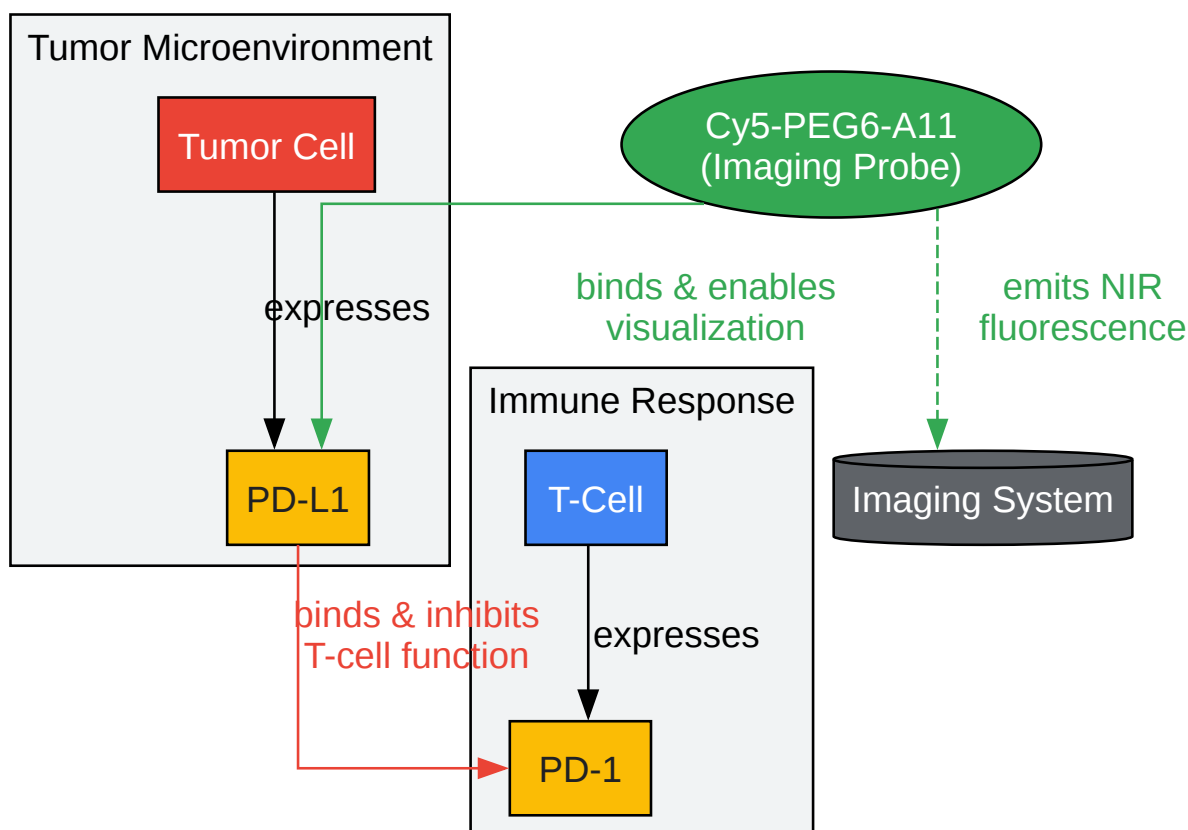 Tumor Microenvironment
Tumor Cell
Cy5-PEG6-A11
(Imaging Probe)
expresses
binds & enables
visualization
emits NIR
fluorescence
Immune Response
PD-L1
T-Cell
Imaging System
binds & inhibits
T-cell function
expresses
PD-1